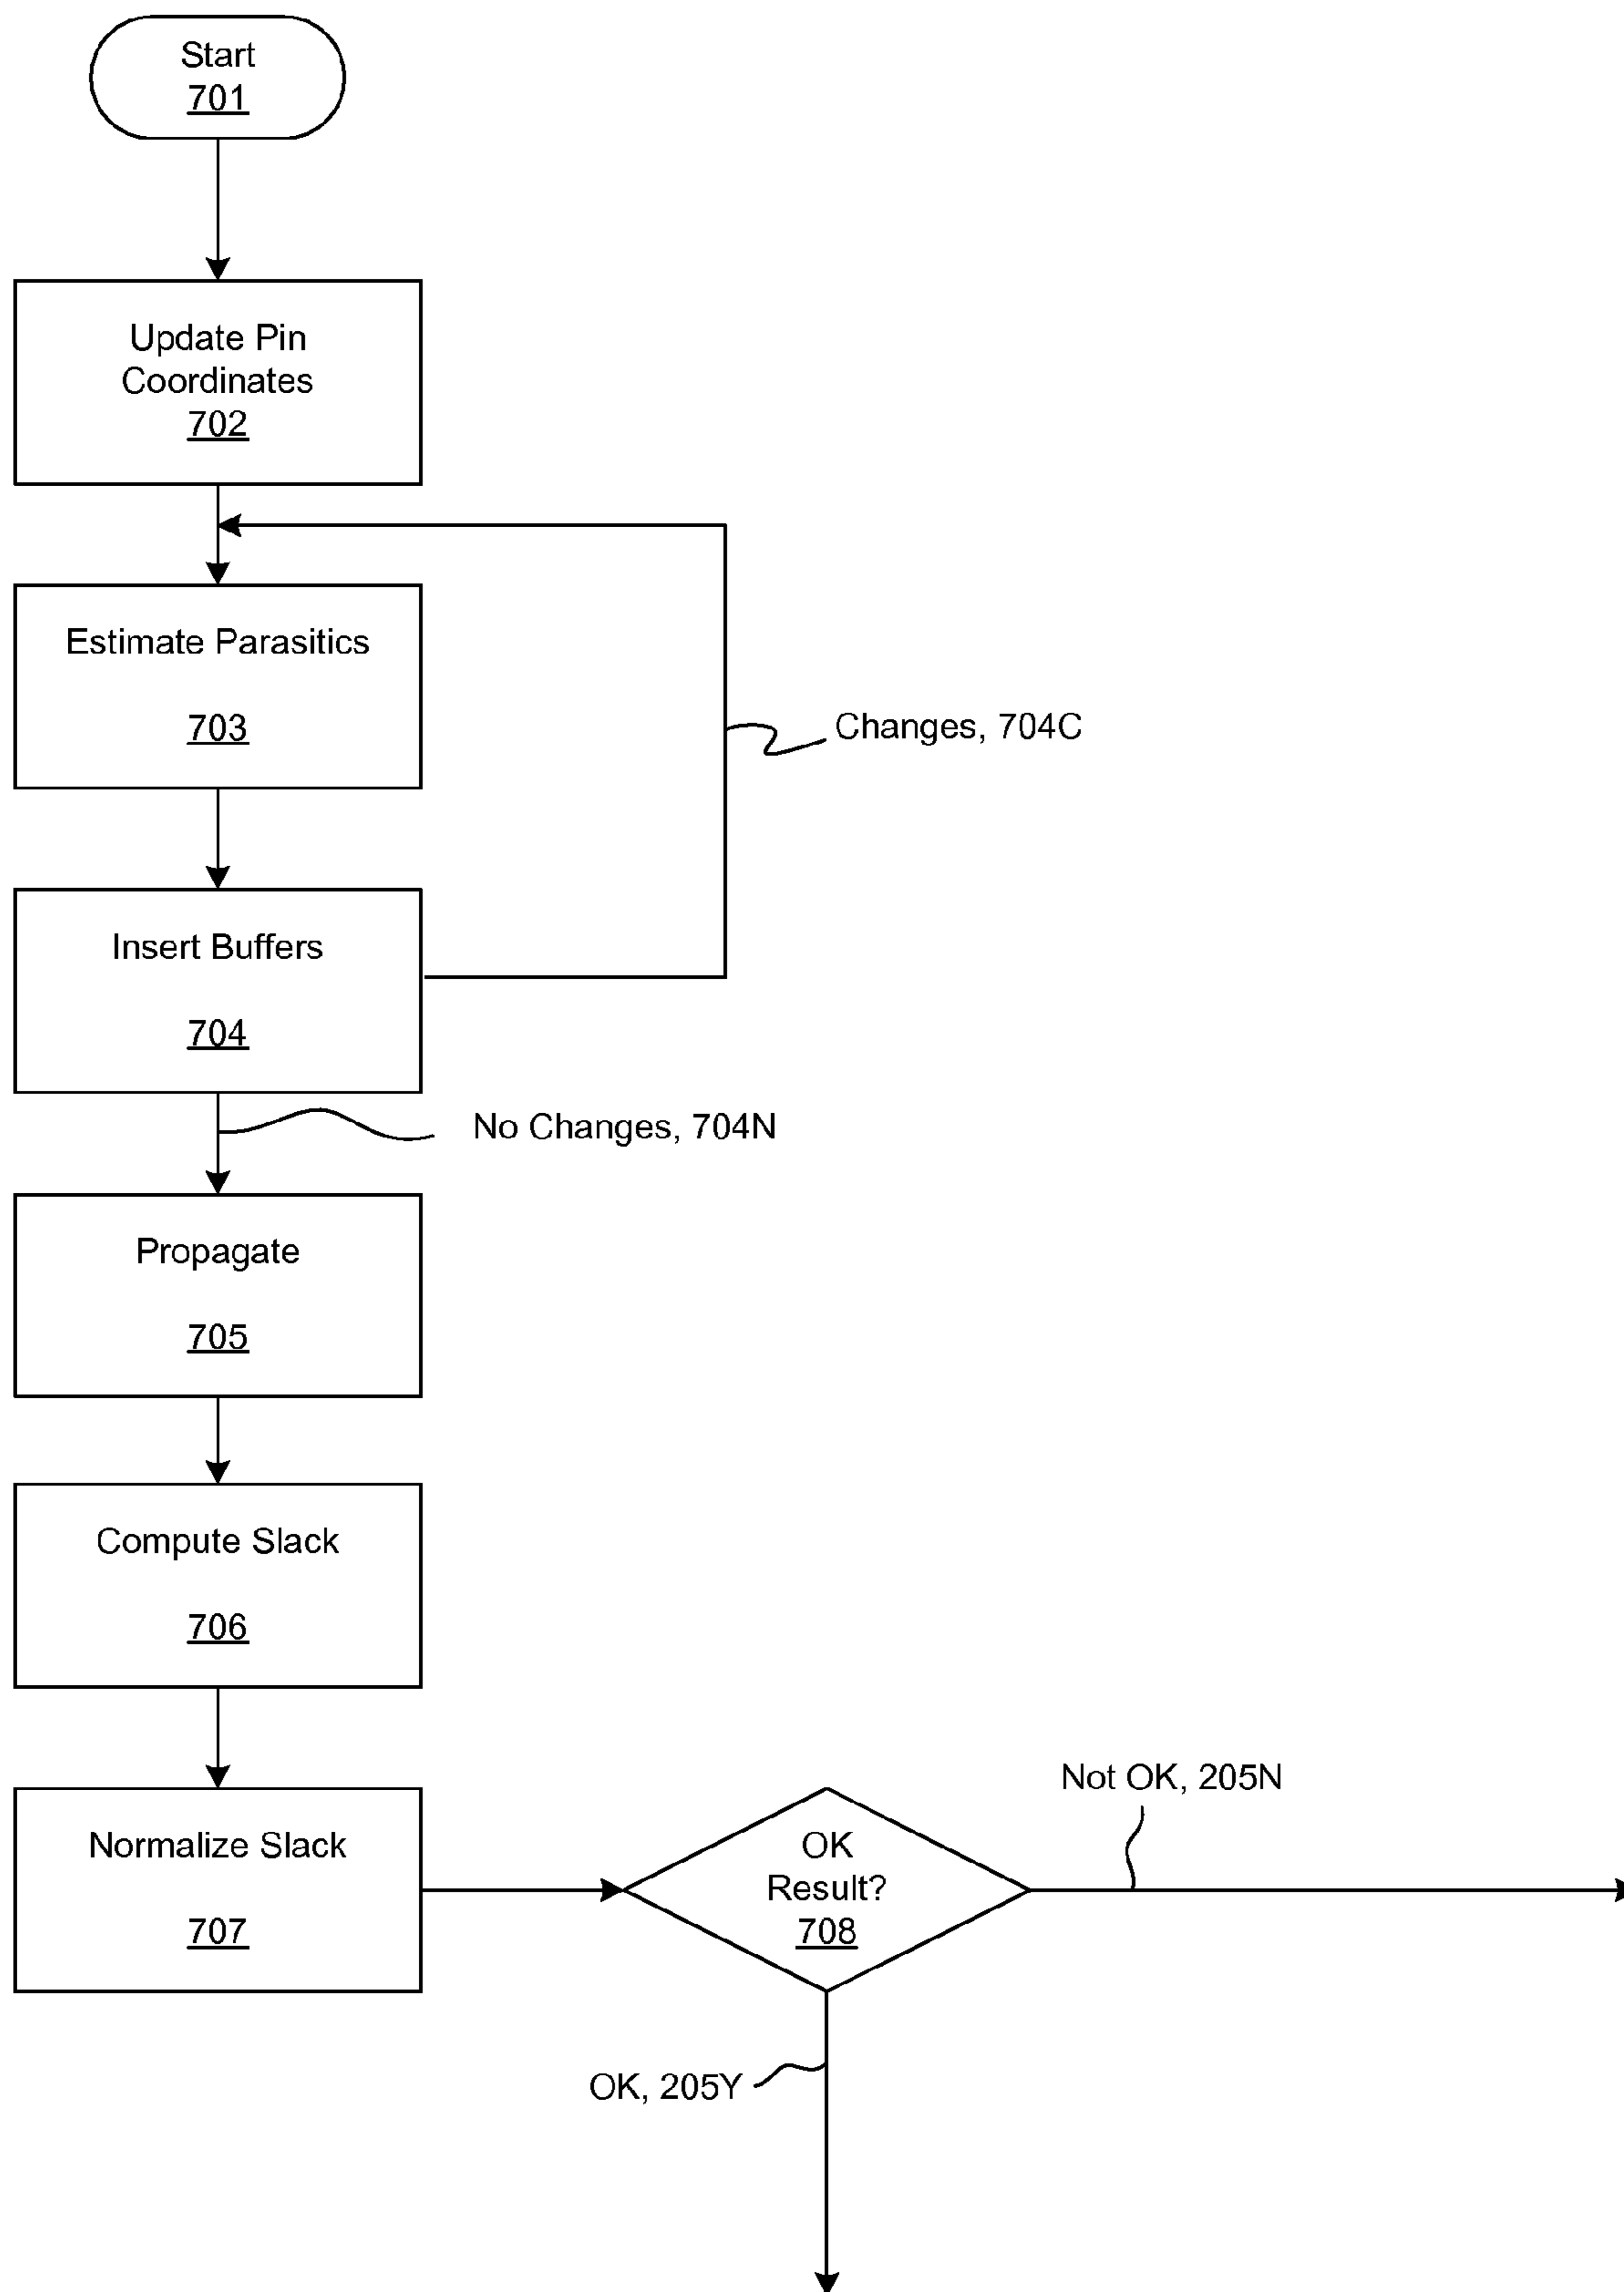 Start
701
Update Pin
Coordinates
702
Estimate Parasitics
703
Changes, 704C
Insert Buffers
704
No Changes, 704N
Propagate
705
Compute Slack
706
Normalize Slack
707
OK
Result?
708
Not OK, 205N
OK, 205Y